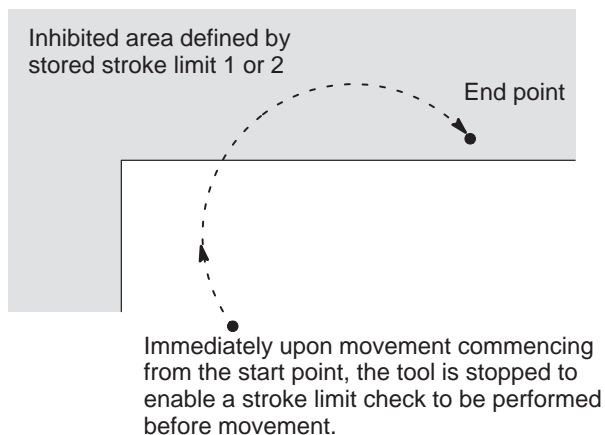 Inhibited area defined by
stored stroke limit 1 or 2
End point
Immediately upon movement commencing
from the start point, the tool is stopped to
enable a stroke limit check to be performed
before movement.